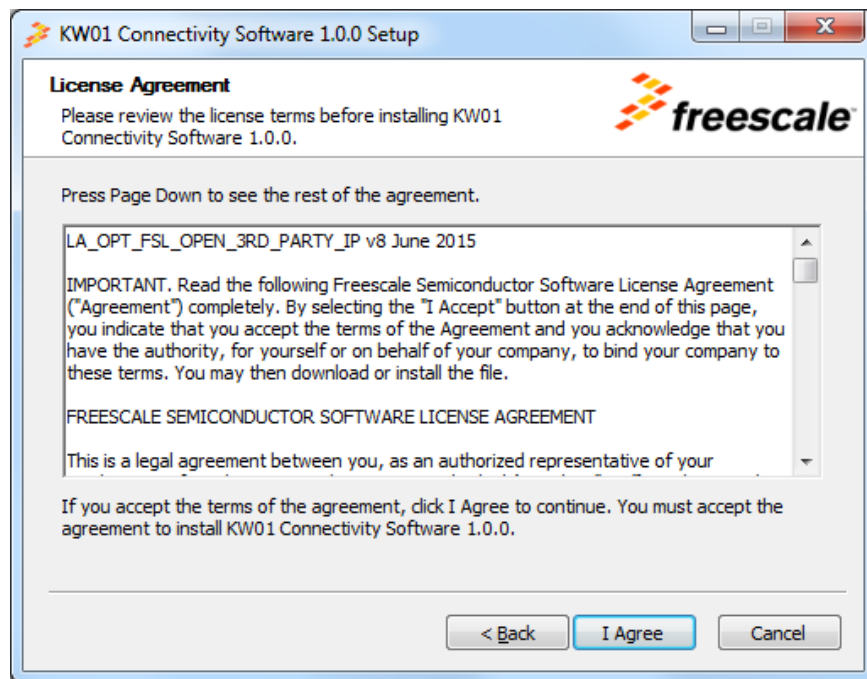 KW01 Connectivity Software 1.0.0 Setup
License Agreement
Please review the license terms before installing KW01
Connectivity Software 1.0.0.
freescale
Press Page Down to see the rest of the agreement.
LA_OPT_FSL_OPEN_3RD_PARTY_IP v8 June 2015
IMPORTANT. Read the following Freescale Semiconductor Software License Agreement
("Agreement") completely. By selecting the "I Accept" button at the end of this page,
you indicate that you accept the terms of the Agreement and you acknowledge that you
have the authority, for yourself or on behalf of your company, to bind your company to
these terms. You may then download or install the file.
FREESCALE SEMICONDUCTOR SOFTWARE LICENSE AGREEMENT
This is a legal agreement between you, as an authorized representative of your
If you accept the terms of the agreement, click I Agree to continue. You must accept the
agreement to install KW01 Connectivity Software 1.0.0.
< Back
I Agree
Cancel